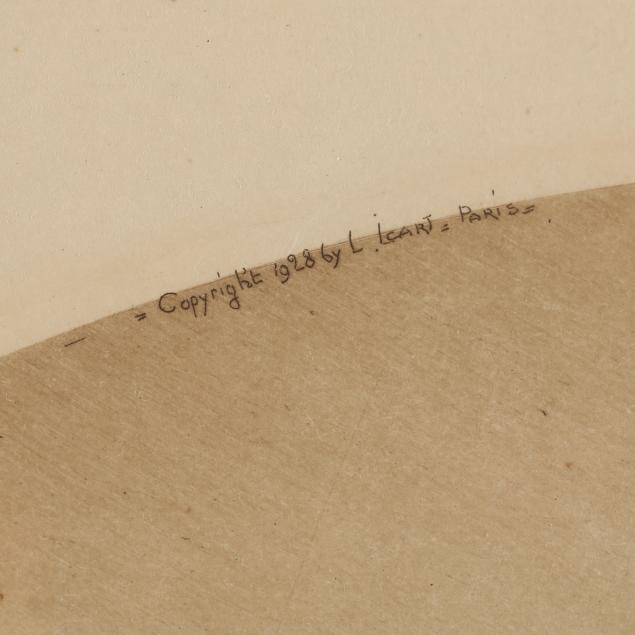 = Copyright 1928 by L. Icart = Paris =